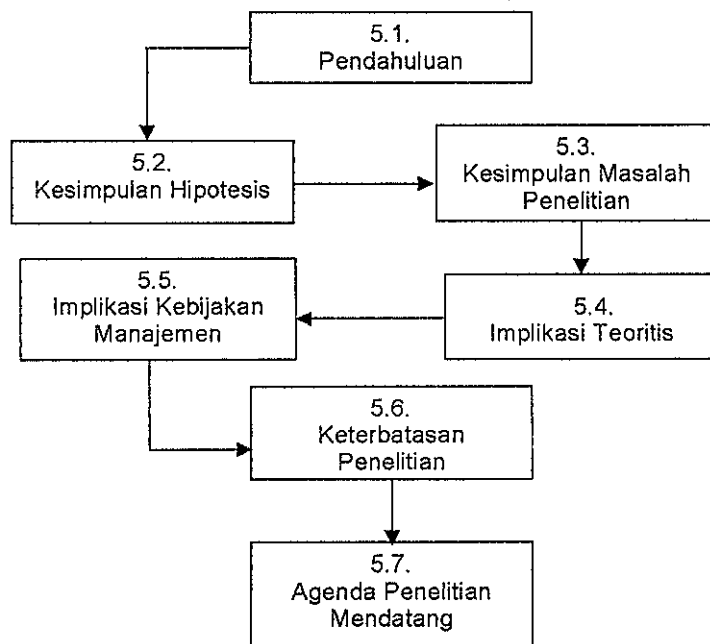 5.1.
Pendahuluan
5.2.
Kesimpulan Hipotesis
5.3.
Kesimpulan Masalah
Penelitian
5.4.
Implikasi Teoritis
5.5.
Implikasi Kebijakan
Manajemen
5.6.
Keterbatasan
Penelitian
5.7.
Agenda Penelitian
Mendatang